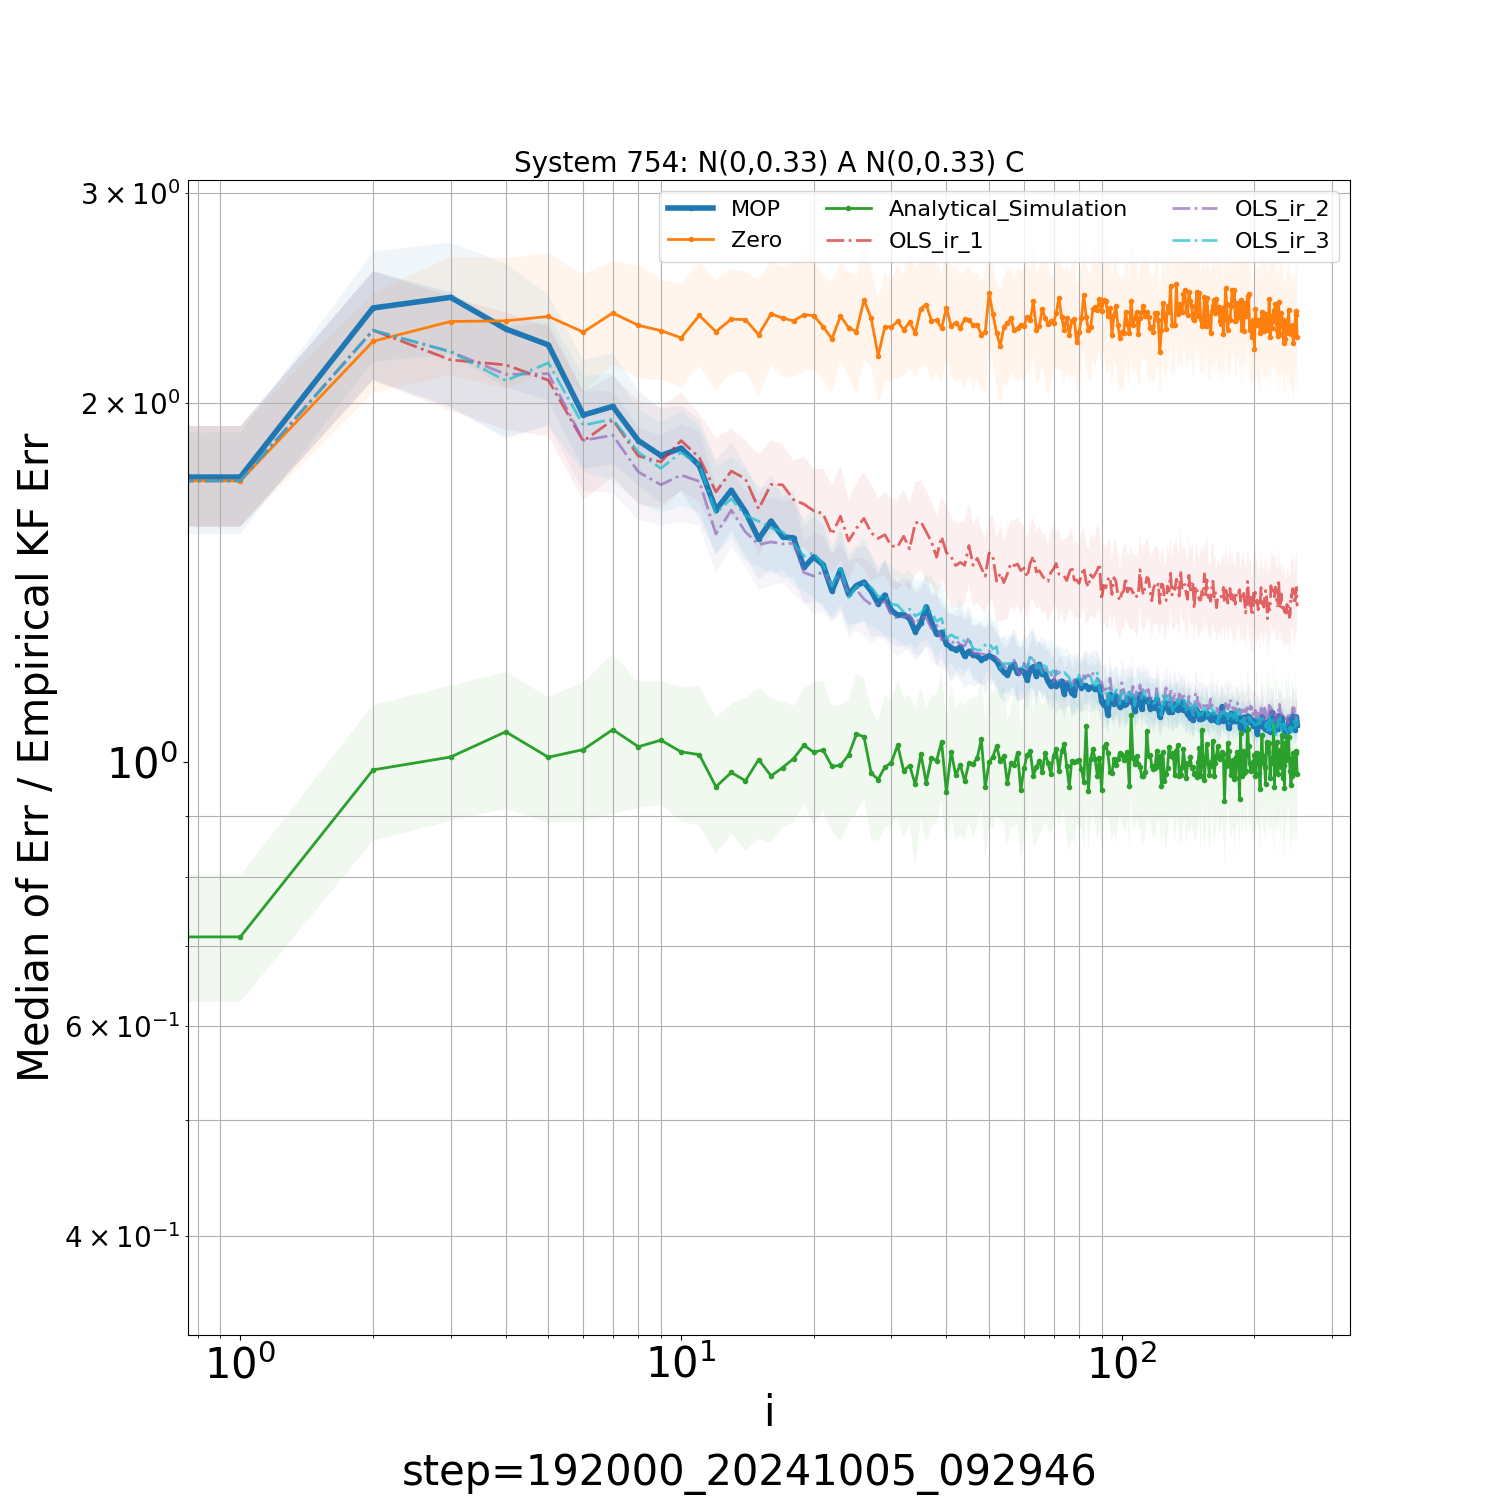 System 754: N(0,0.33) A N(0,0.33) C
MOP
Zero
Analytical_Simulation
OLS_ir_1
OLS_ir_2
OLS_ir_3
Median of Err / Empirical KF Err
3 × 10⁰
2 × 10⁰
10⁰
6 × 10⁻¹
4 × 10⁻¹
10⁰
10¹
10²
i
step=192000_20241005_092946